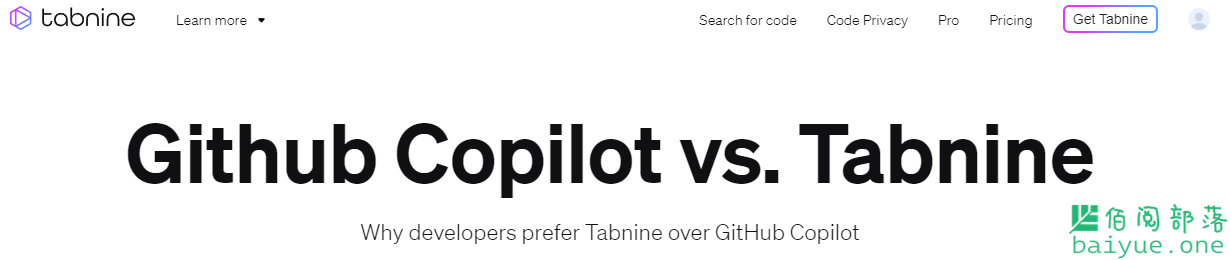 tabnine Learn more Search for code Code Privacy Pro Pricing Get Tabnine
Github Copilot vs. Tabnine
Why developers prefer Tabnine over GitHub Copilot
佰阅部落
baiyue.one